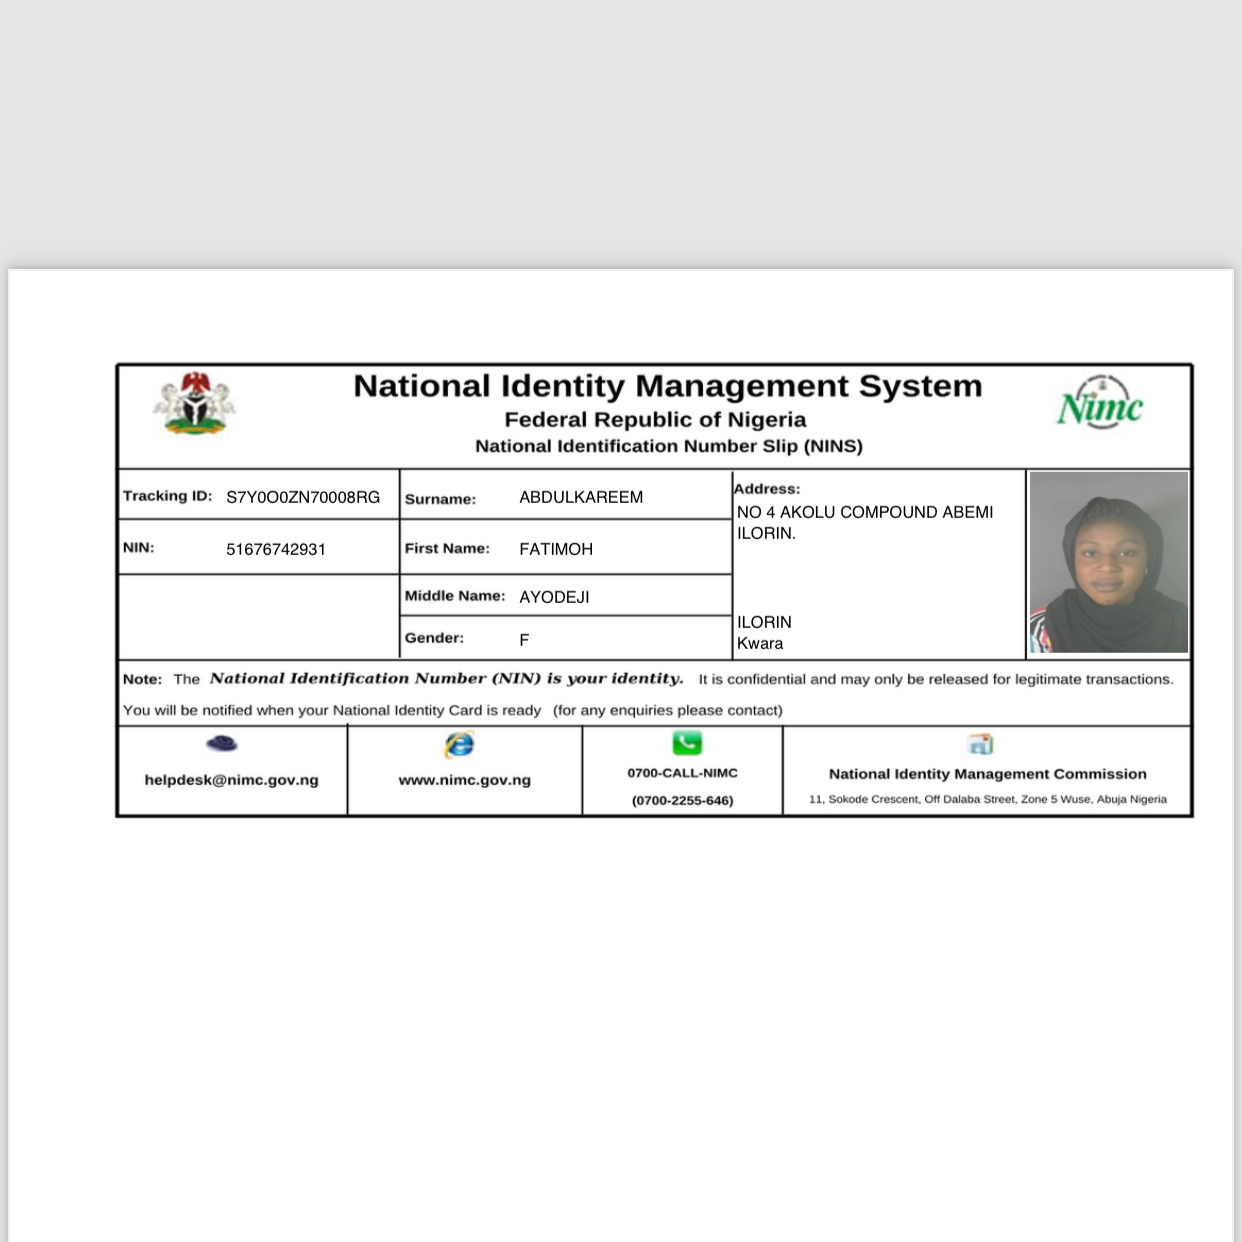 National Identity Management System
Federal Republic of Nigeria
National Identification Number Slip (NINS)
Nimc
Tracking ID: S7Y0O0ZN70008RG
Surname: ABDULKAREEM
Address:
NO 4 AKOLU COMPOUND ABEMI
ILORIN.
NIN: 51676742931
First Name: FATIMOH
Middle Name: AYODEJI
ILORIN
Gender: F
Kwara
Note: The National Identification Number (NIN) is your identity. It is confidential and may only be released for legitimate transactions.
You will be notified when your National Identity Card is ready (for any enquiries please contact)
helpdesk@nimc.gov.ng
www.nimc.gov.ng
0700-CALL-NIMC
(0700-2255-646)
National Identity Management Commission
11, Sokode Crescent, Off Dalaba Street, Zone 5 Wuse, Abuja Nigeria